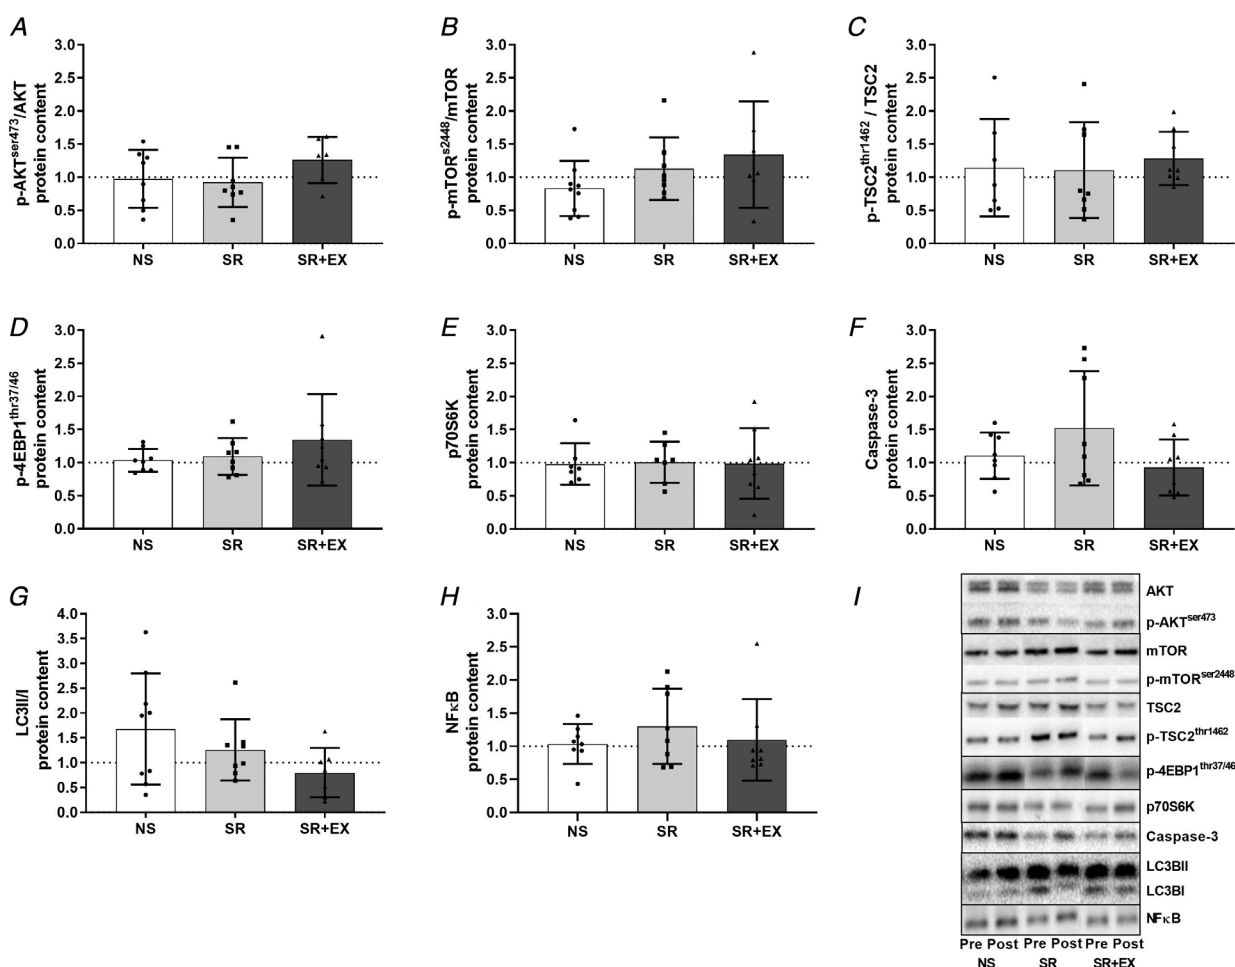 A
p-AKTser473/AKT
protein content
3.0
2.5
2.0
1.5
1.0
0.5
0.0
NS SR SR+EX
B
p-mTORs2448/mTOR
protein content
3.0
2.5
2.0
1.5
1.0
0.5
0.0
NS SR SR+EX
C
p-TSC2thr1462 / TSC2
protein content
3.0
2.5
2.0
1.5
1.0
0.5
0.0
NS SR SR+EX
D
p-4EBP1thr37/46
protein content
3.0
2.5
2.0
1.5
1.0
0.5
0.0
NS SR SR+EX
E
p70S6K
protein content
3.0
2.5
2.0
1.5
1.0
0.5
0.0
NS SR SR+EX
F
Caspase-3
protein content
3.0
2.5
2.0
1.5
1.0
0.5
0.0
NS SR SR+EX
G
LC3II/I
protein content
4.0
3.5
3.0
2.5
2.0
1.5
1.0
0.5
0.0
NS SR SR+EX
H
NFκB
protein content
3.0
2.5
2.0
1.5
1.0
0.5
0.0
NS SR SR+EX
I
AKT
p-AKTser473
mTOR
p-mTORser2448
TSC2
p-TSC2thr1462
p-4EBP1thr37/46
p70S6K
Caspase-3
LC3BII
LC3BI
NFκB
Pre Post Pre Post Pre Post
NS SR SR+EX